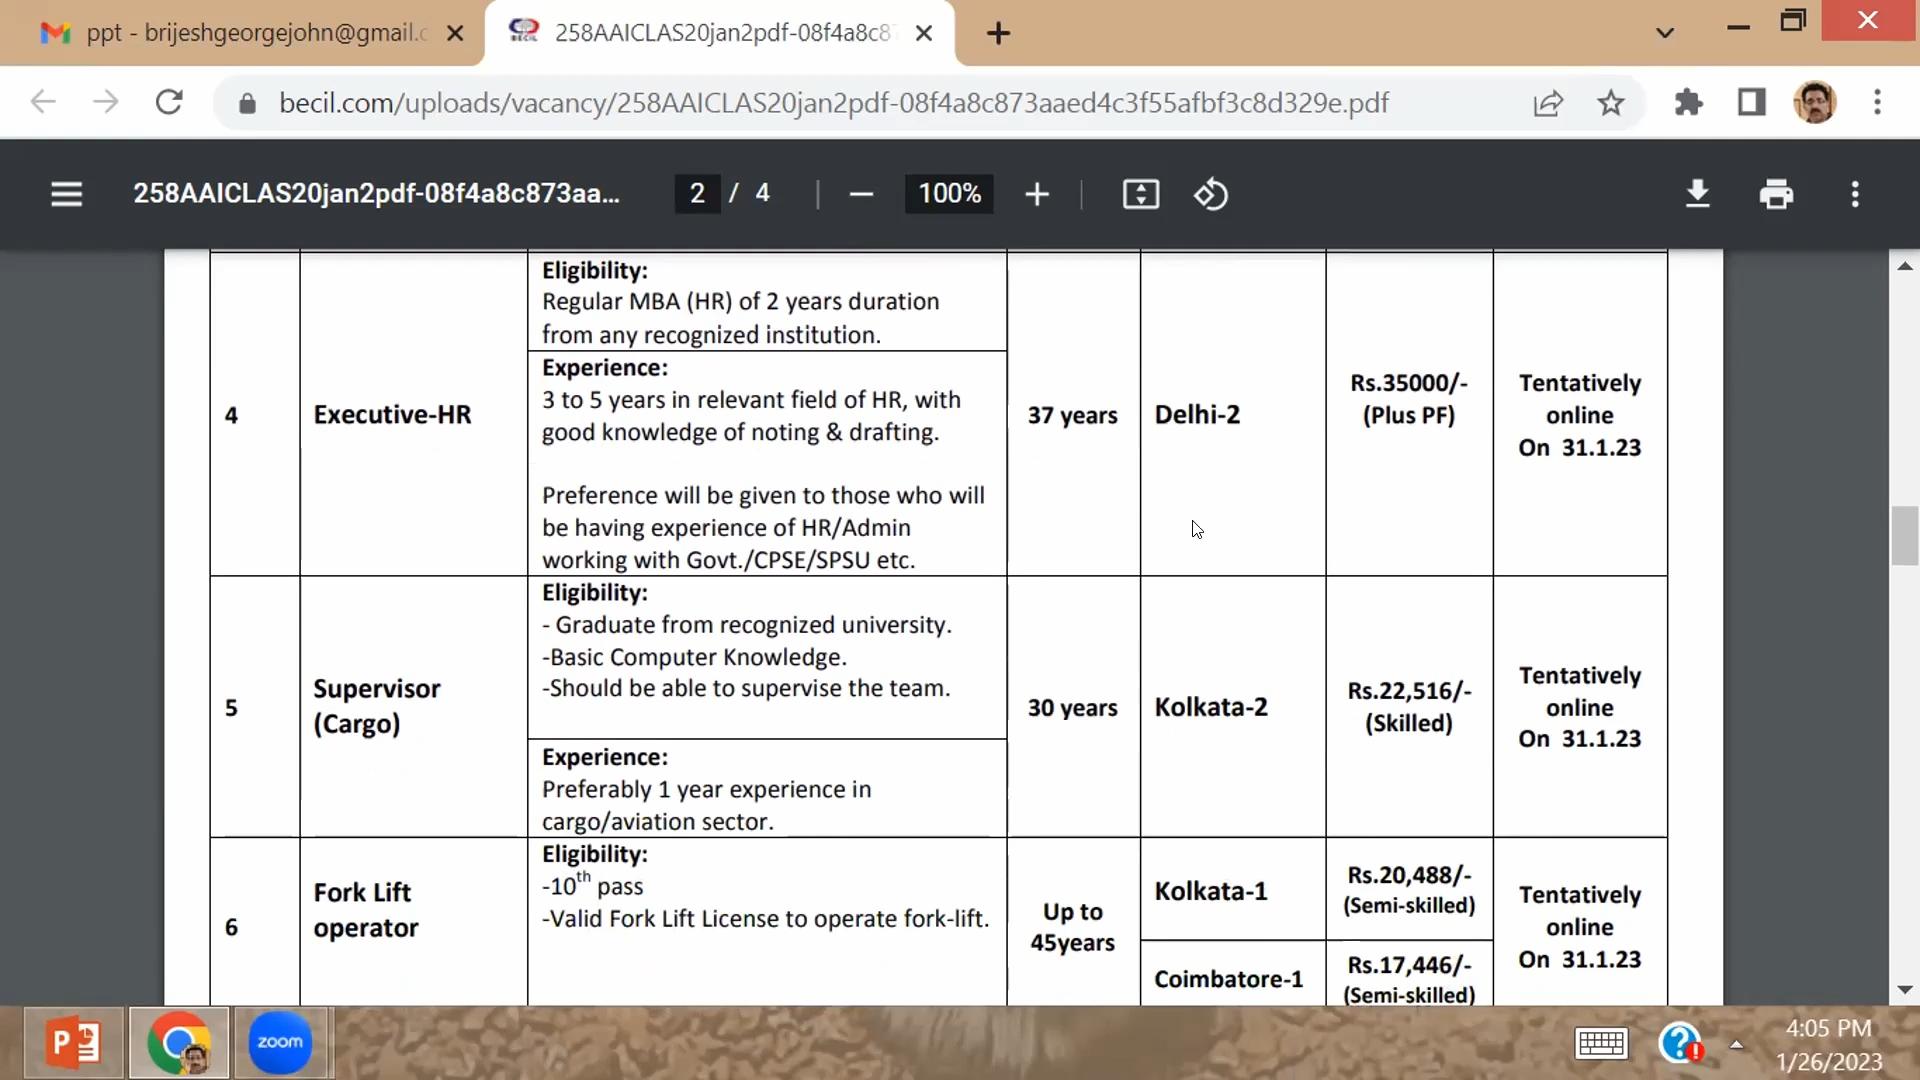 ppt - brijeshgeorgejohn@gmail.c
258AAICLAS20jan2pdf-08f4a8c87
becil.com/uploads/vacancy/258AAICLAS20jan2pdf-08f4a8c873aaed4c3f55afbf3c8d329e.pdf
258AAICLAS20jan2pdf-08f4a8c873aa...
2 / 4
100%
4
Executive-HR
Eligibility:
Regular MBA (HR) of 2 years duration
from any recognized institution.
Experience:
3 to 5 years in relevant field of HR, with
good knowledge of noting & drafting.
Preference will be given to those who will
be having experience of HR/Admin
working with Govt./CPSE/SPSU etc.
37 years
Delhi-2
Rs.35000/-
(Plus PF)
Tentatively
online
On 31.1.23
5
Supervisor
(Cargo)
Eligibility:
- Graduate from recognized university.
-Basic Computer Knowledge.
-Should be able to supervise the team.
Experience:
Preferably 1 year experience in
cargo/aviation sector.
30 years
Kolkata-2
Rs.22,516/-
(Skilled)
Tentatively
online
On 31.1.23
6
Fork Lift
operator
Eligibility:
-10th pass
-Valid Fork Lift License to operate fork-lift.
Up to
45years
Kolkata-1
Rs.20,488/-
(Semi-skilled)
Coimbatore-1
Rs.17,446/-
(Semi-skilled)
Tentatively
online
On 31.1.23
zoom
4:05 PM
1/26/2023